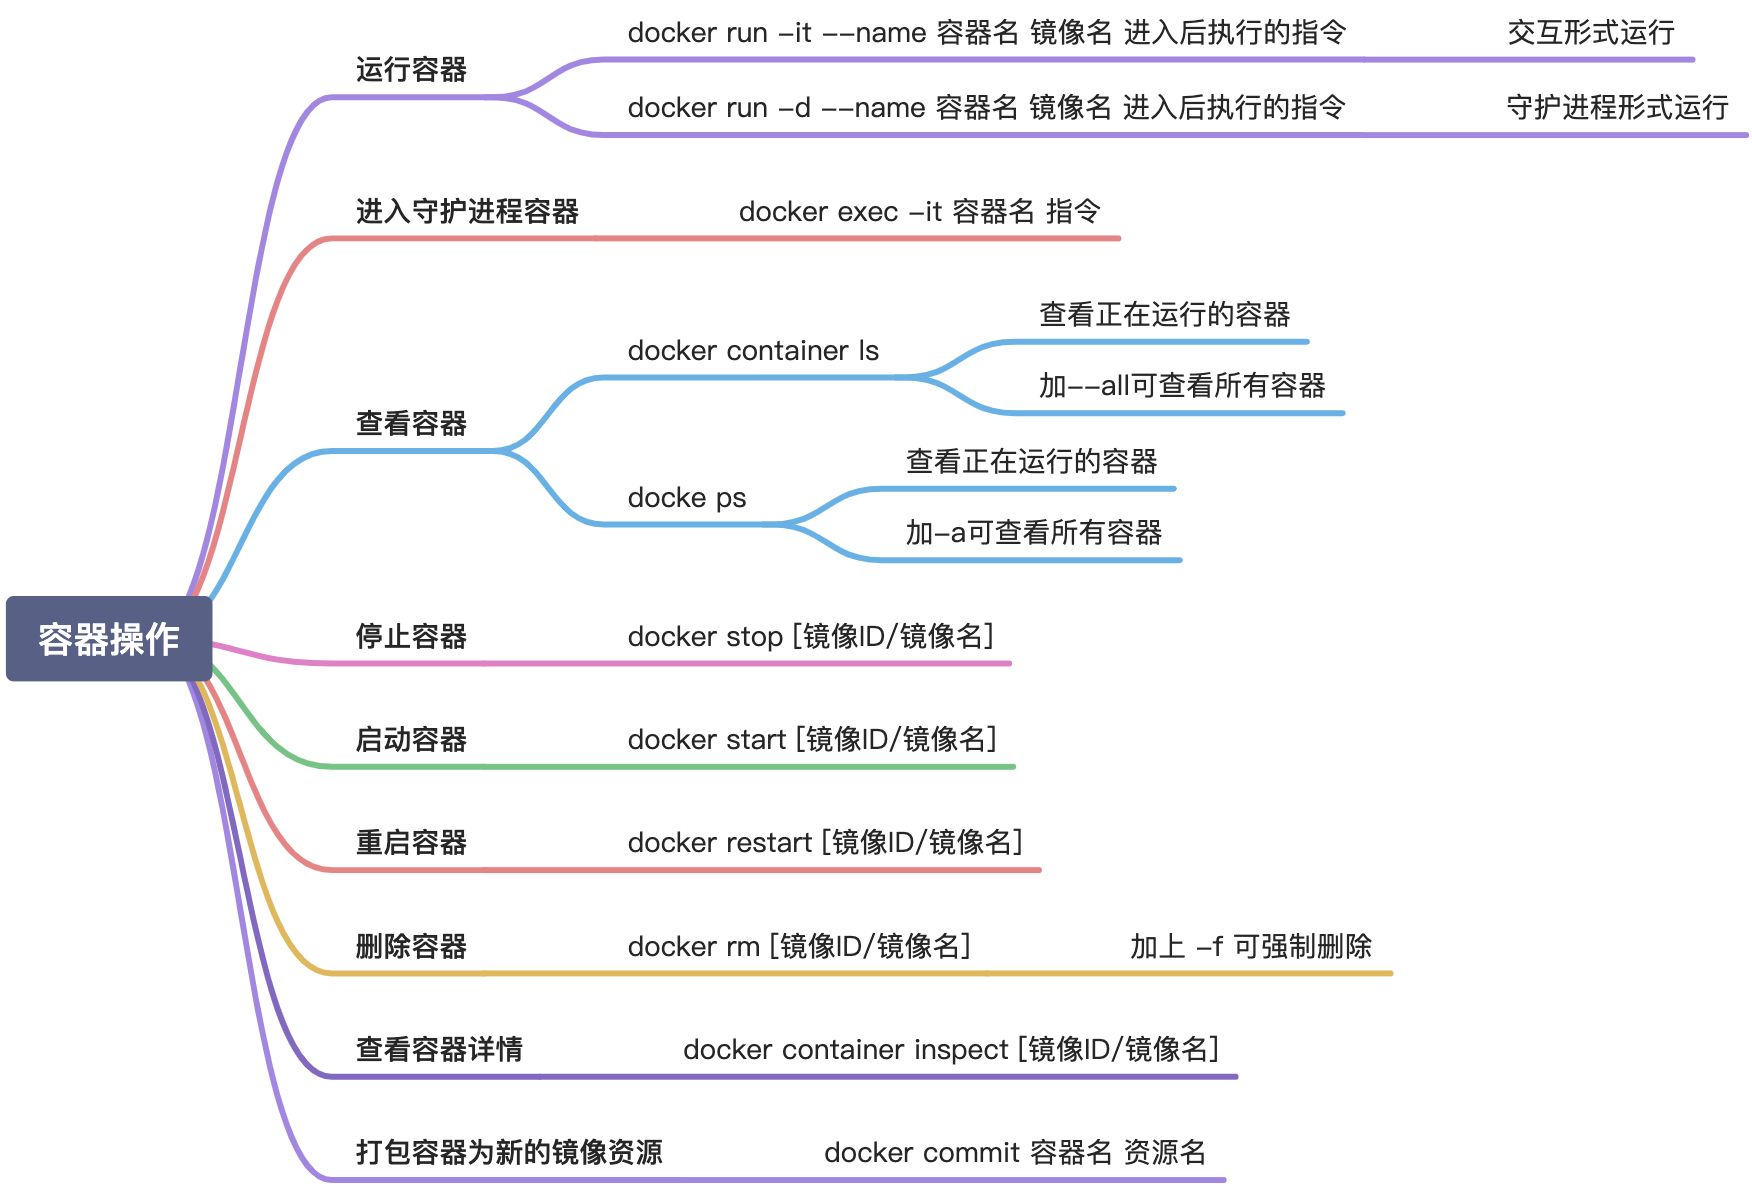 容器操作
运行容器
docker run -it --name 容器名 镜像名 进入后执行的指令
交互形式运行
docker run -d --name 容器名 镜像名 进入后执行的指令
守护进程形式运行
进入守护进程容器
docker exec -it 容器名 指令
查看容器
docker container ls
查看正在运行的容器
加--all可查看所有容器
docke ps
查看正在运行的容器
加-a可查看所有容器
停止容器
docker stop [镜像ID/镜像名]
启动容器
docker start [镜像ID/镜像名]
重启容器
docker restart [镜像ID/镜像名]
删除容器
docker rm [镜像ID/镜像名]
加上 -f 可强制删除
查看容器详情
docker container inspect [镜像ID/镜像名]
打包容器为新的镜像资源
docker commit 容器名 资源名